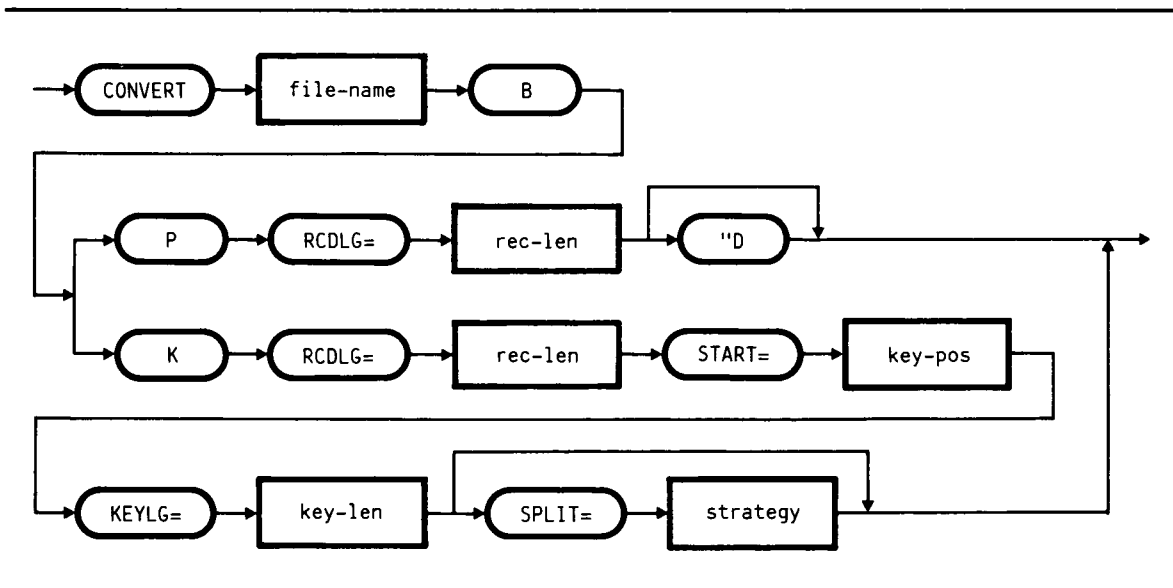 CONVERT file-name B
P RCDLG= rec-len "D
K RCDLG= rec-len START= key-pos
KEYLG= key-len SPLIT= strategy